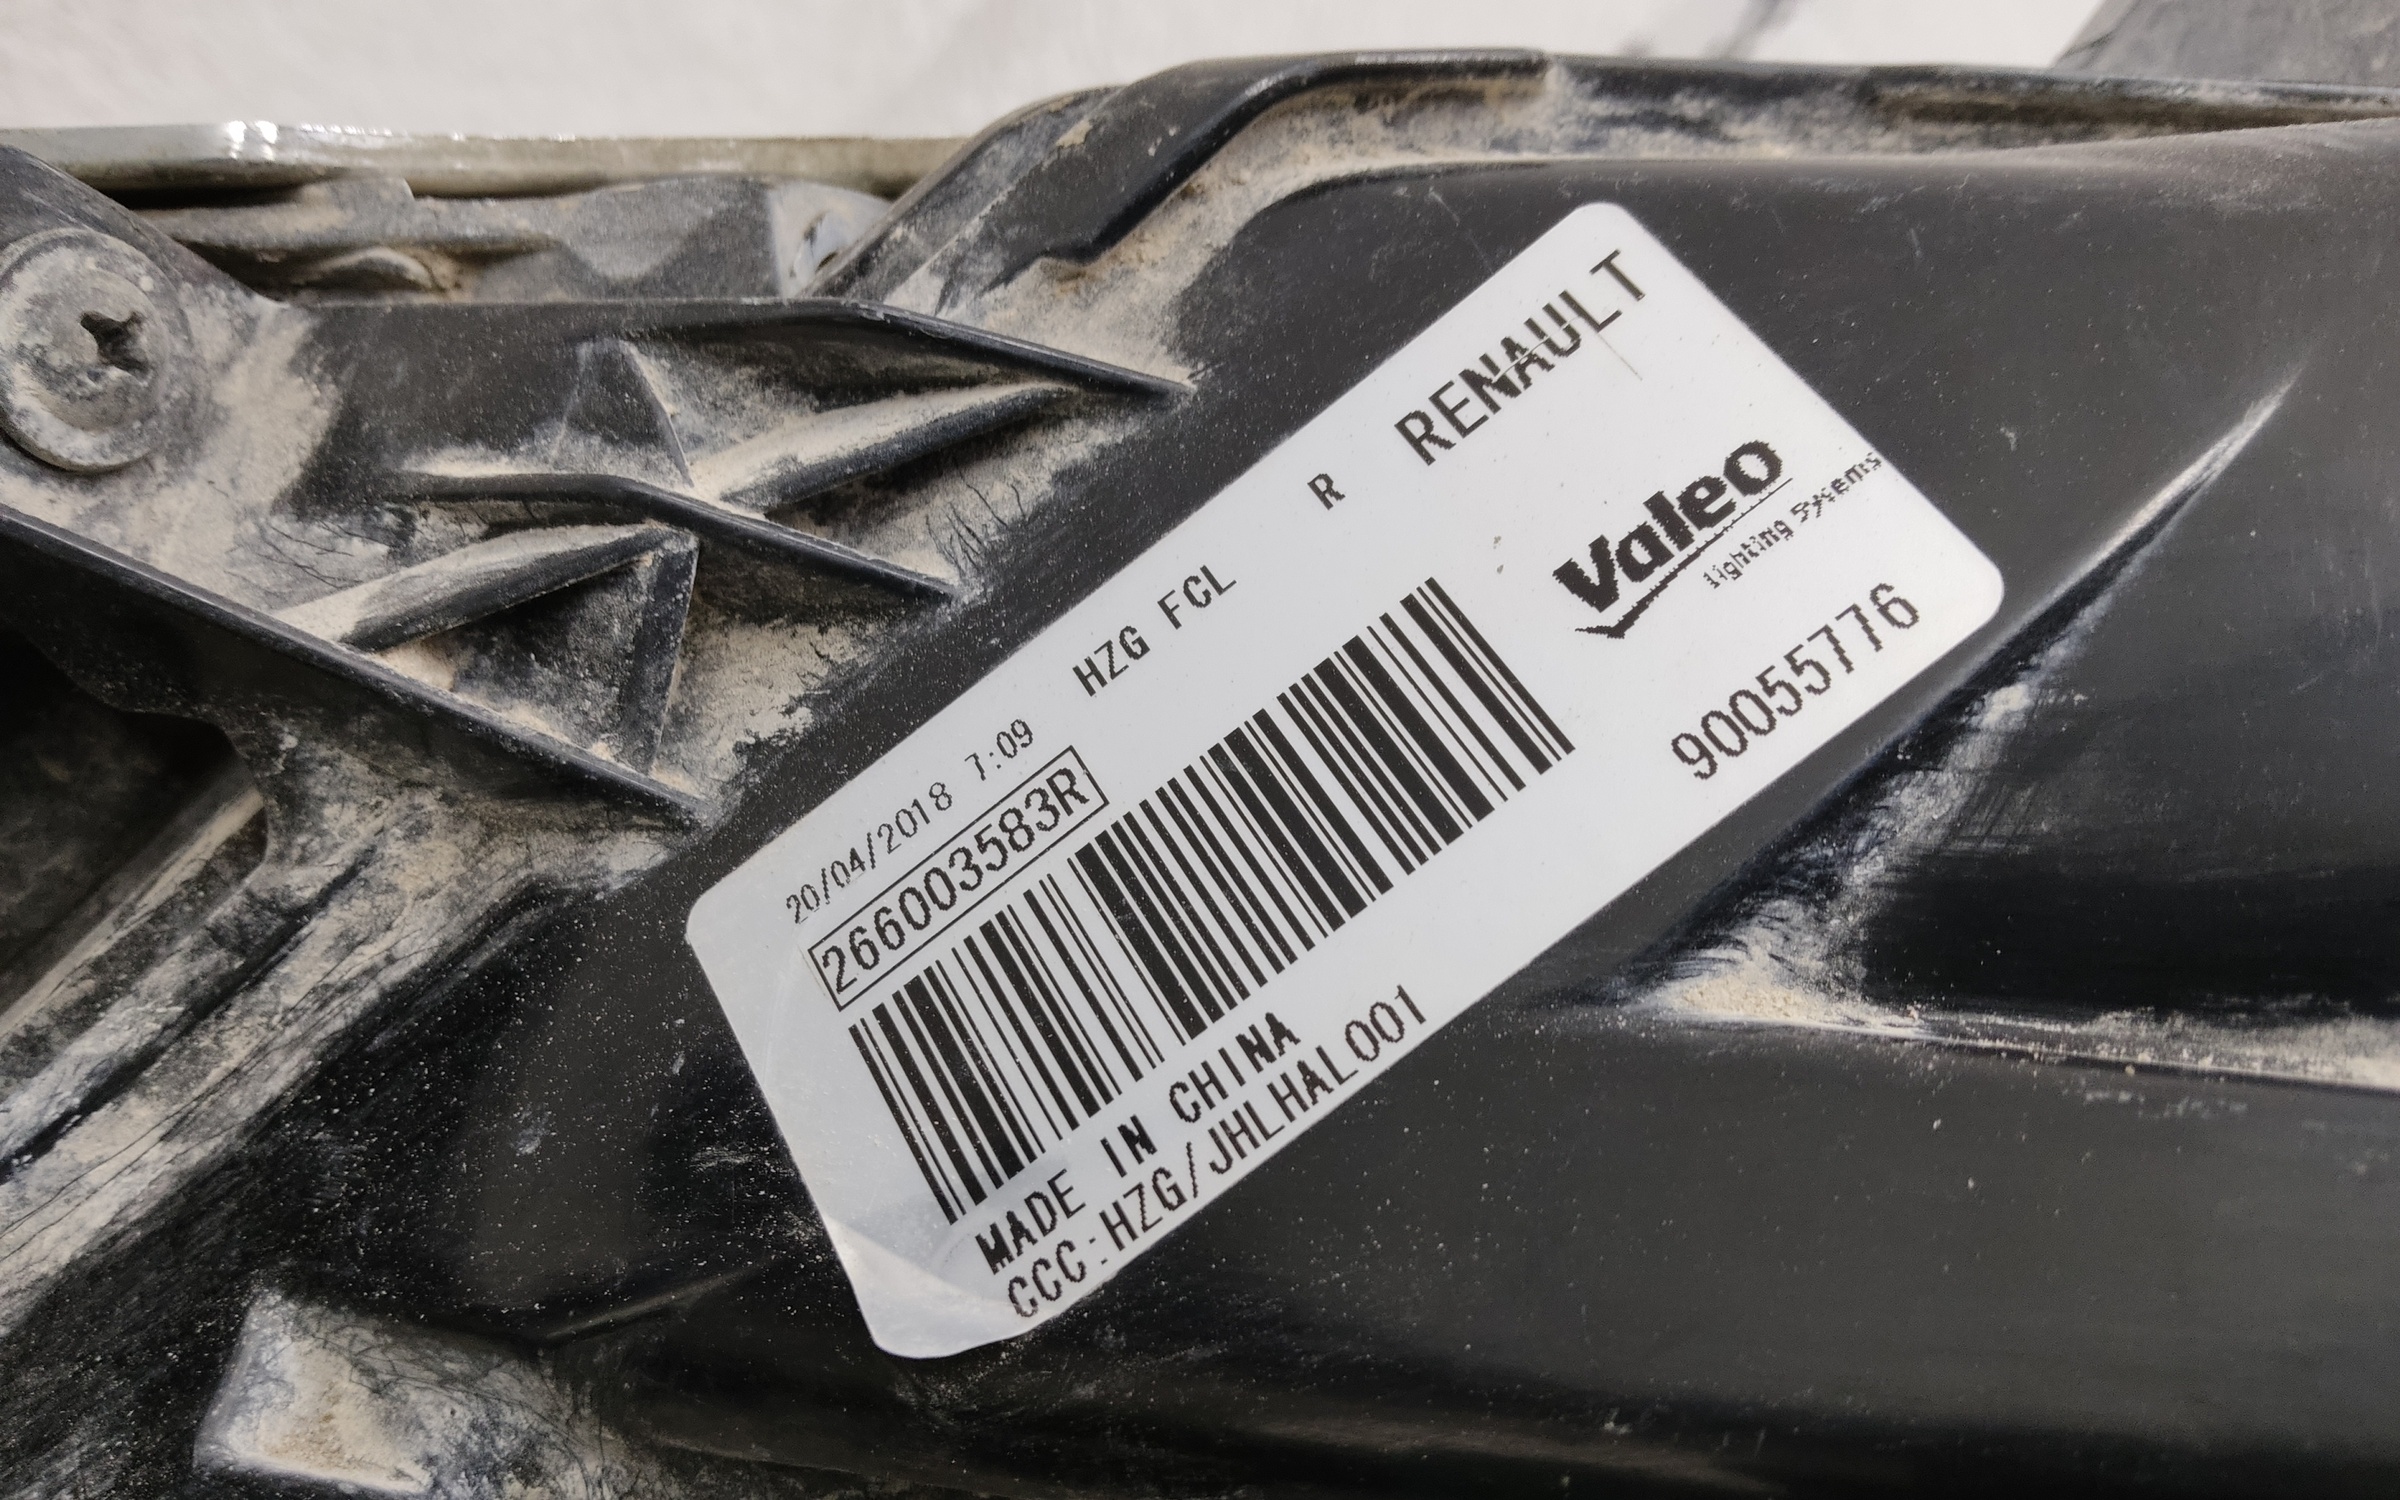 HZG FCL R RENAULT
20/04/2018 7:09
266003583R
Valeo
lighting systems
90055776
MADE IN CHINA
CCC:HZG/JHLHAL001